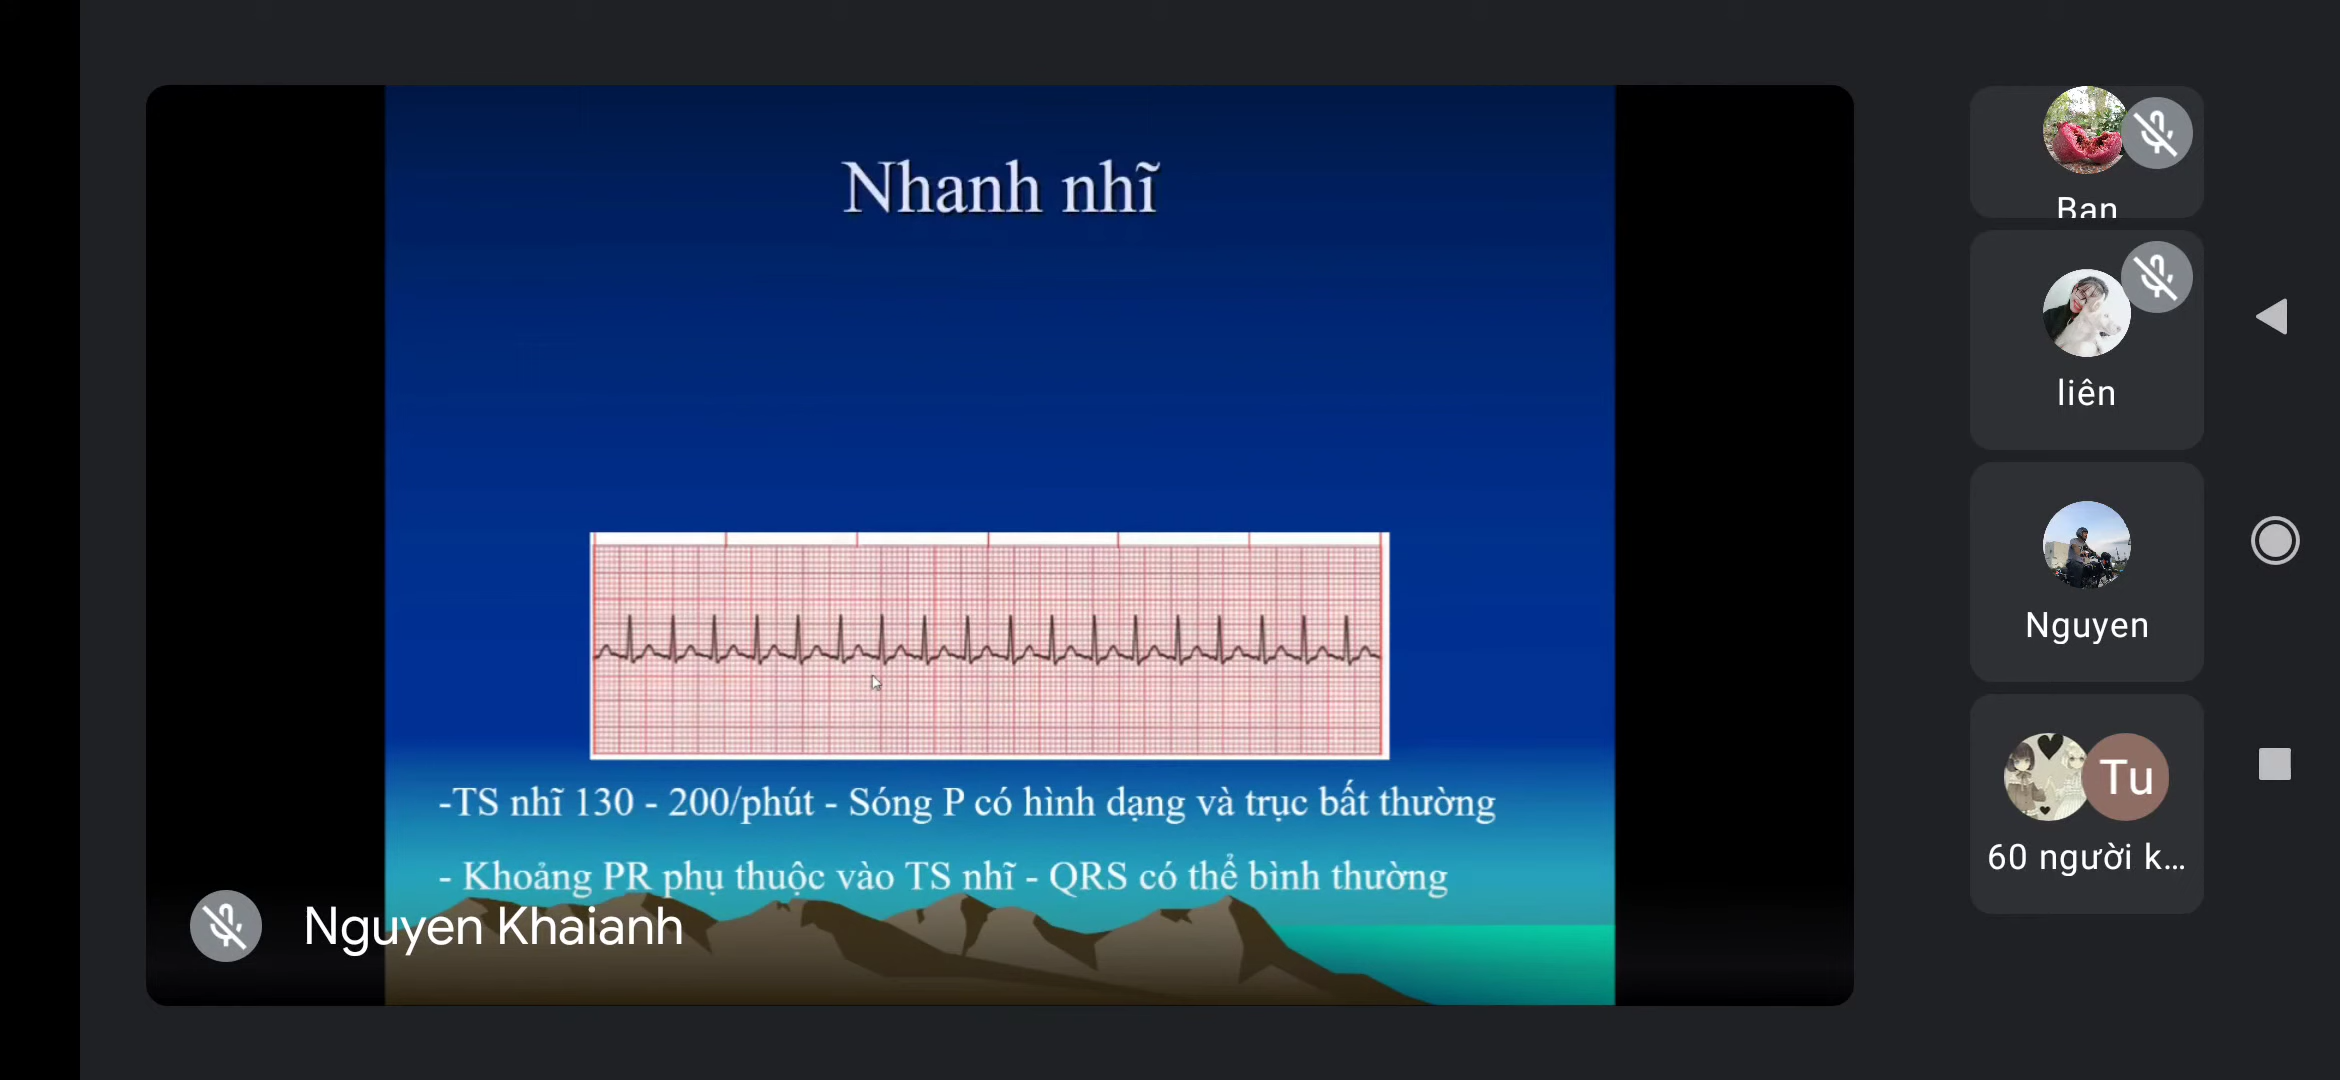 Nhanh nhĩ
-TS nhĩ 130 - 200/phút - Sóng P có hình dạng và trục bất thường
- Khoảng PR phụ thuộc vào TS nhĩ - QRS có thể bình thường
Nguyen Khaianh
Bạn
liên
Nguyen
Tu
60 người k...